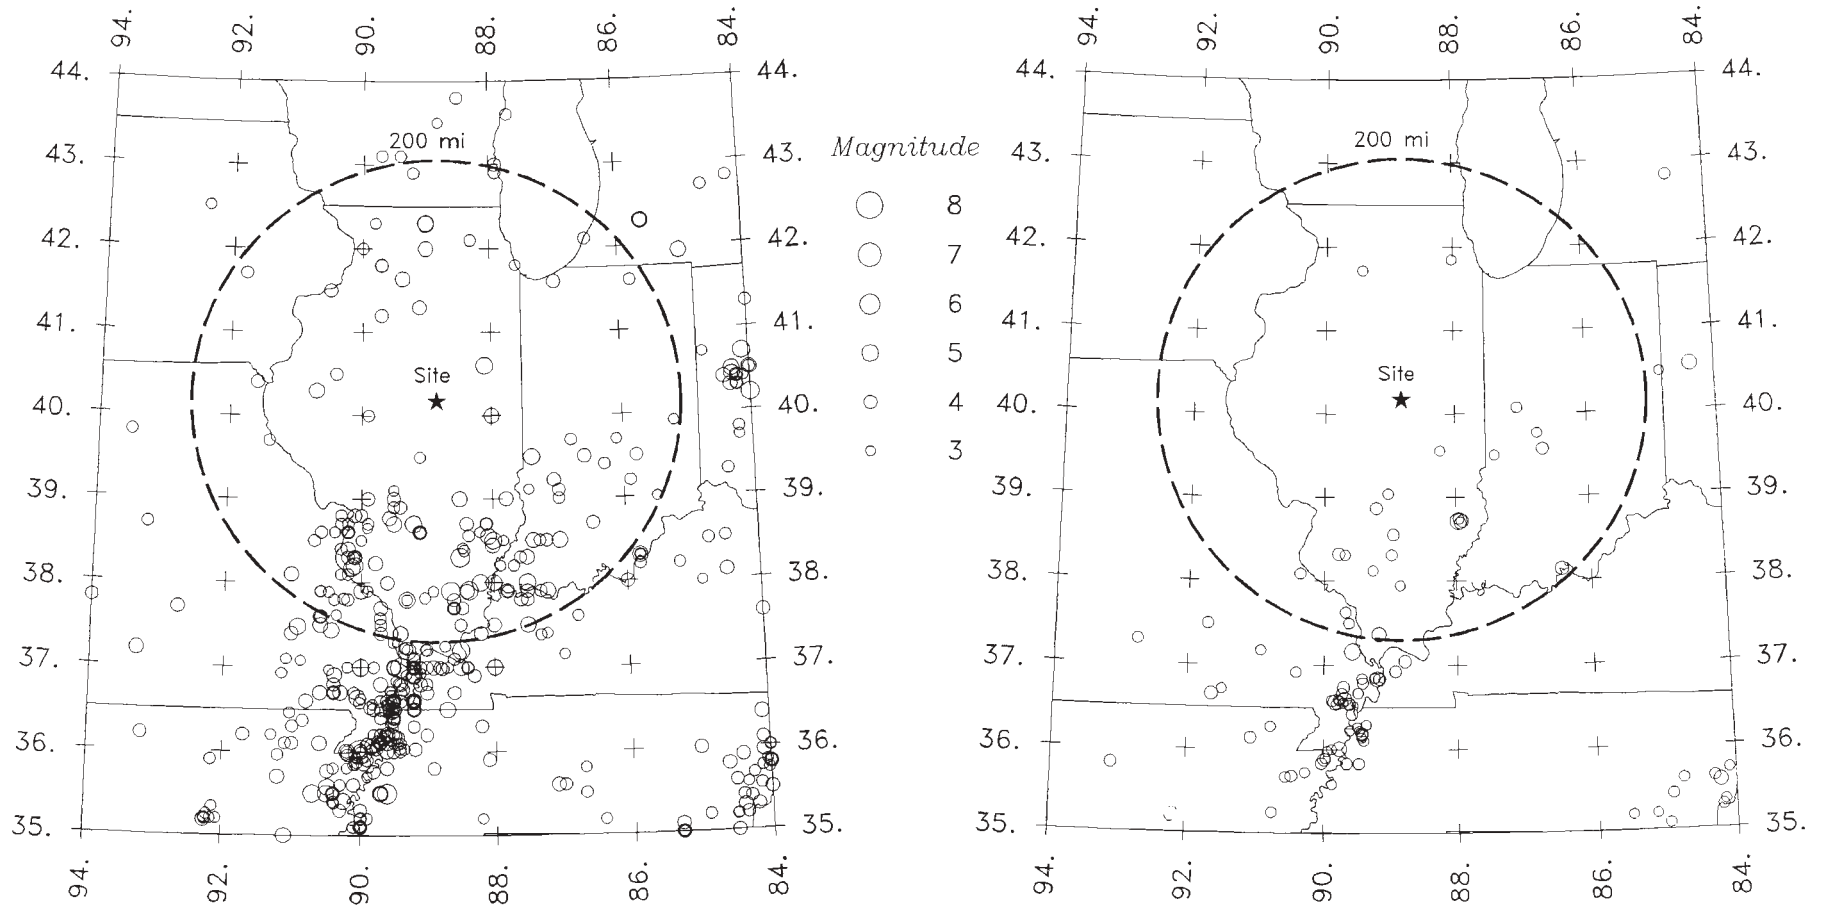 94. 92. 90. 88. 86. 84. 94. 92. 90. 88. 86. 84.
44. 44. 44. 44.
200 mi 200 mi
43. 43. Magnitude 43. 43.
8
42. 42. 42. 42.
7
6
41. 41. 41. 41.
5
Site Site
40. 40. 4 40. 40.
3
39. 39. 39. 39.
38. 38. 38. 38.
37. 37. 37. 37.
36. 36. 36. 36.
35. 35. 35. 35.
94. 92. 90. 88. 86. 84. 94. 92. 90. 88. 86. 84.